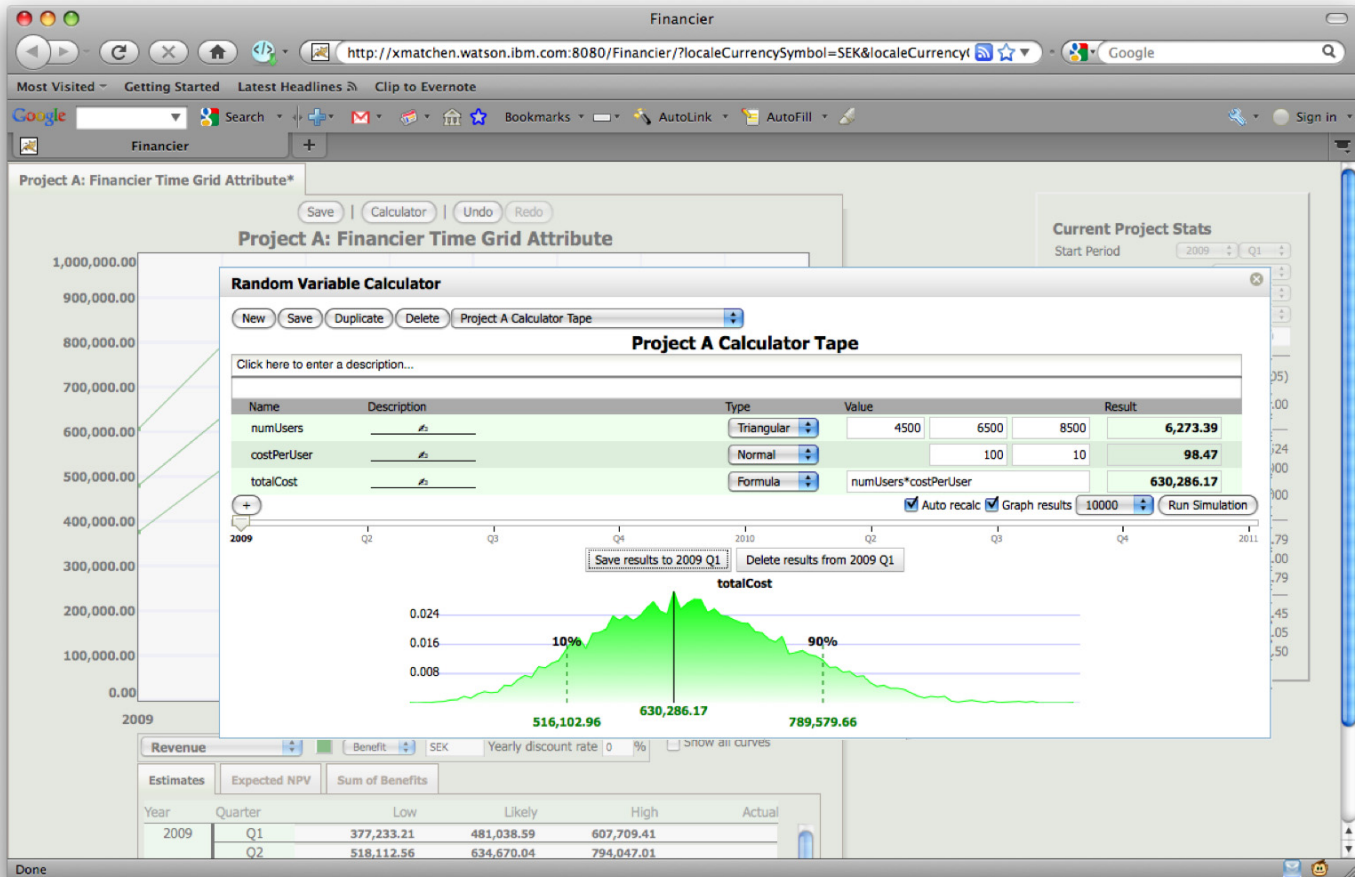 Financier
http://xmatchen.watson.ibm.com:8080/Financier/?localeCurrencySymbol=SEK&localeCurrency( Google
Most Visited Getting Started Latest Headlines Clip to Evernote
Google Search Bookmarks AutoLink AutoFill Sign in
Financier +
Project A: Financier Time Grid Attribute*
Save | Calculator | Undo Redo
Project A: Financier Time Grid Attribute
Current Project Stats
Start Period 2009 Q1
1,000,000.00
900,000.00
800,000.00
700,000.00
600,000.00
500,000.00
400,000.00
300,000.00
200,000.00
100,000.00
0.00
2009
Random Variable Calculator
New Save Duplicate Delete Project A Calculator Tape
Project A Calculator Tape
Click here to enter a description...
Name Description Type Value Result
numUsers Triangular 4500 6500 8500 6,273.39
costPerUser Normal 100 10 98.47
totalCost Formula numUsers*costPerUser 630,286.17
+ Auto recalc Graph results 10000 Run Simulation
2009 Q2 Q3 Q4 2010 Q2 Q3 Q4 2011
Save results to 2009 Q1 Delete results from 2009 Q1
totalCost
0.024
0.016
0.008
10% 90%
516,102.96 630,286.17 789,579.66
05)
.00
524
900
000
.79
.00
.79
.45
.05
.50
Revenue Benefit SEK Yearly discount rate 0 % Show all curves
Estimates Expected NPV Sum of Benefits
Year Quarter Low Likely High Actual
2009 Q1 377,233.21 481,038.59 607,709.41
Q2 518,112.56 634,670.04 794,047.01
Done